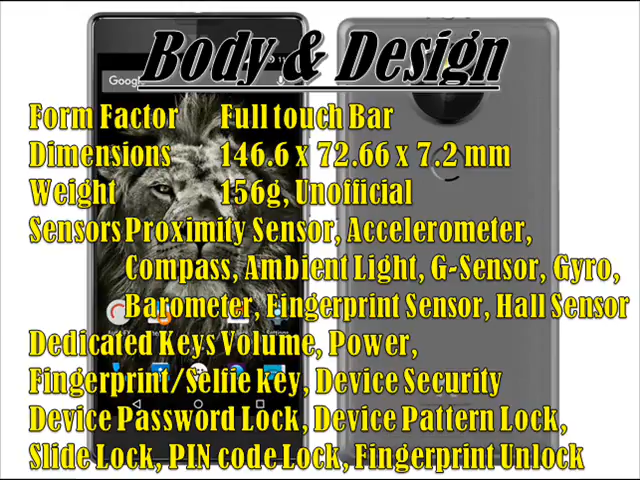 Body & Design
Google
Form Factor Full touch Bar
Dimensions 146.6 x 72.66 x 7.2 mm
Weight 156g, Unofficial
Sensors Proximity Sensor, Accelerometer,
Compass, Ambient Light, G-Sensor, Gyro,
Barometer, Fingerprint Sensor, Hall Sensor
Dedicated Keys Volume, Power,
Fingerprint/Selfie key, Device Security
Device Password Lock, Device Pattern Lock,
Slide Lock, PIN code Lock, Fingerprint Unlock